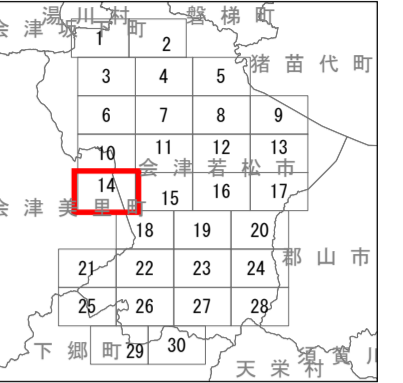 湯川村 磐梯町
会津坂下町
1 2
猪苗代町
3 4 5
6 7 8 9
10 11 12 13
会津若松市
14 15 16 17
会津美里町
18 19 20
郡山市
21 22 23 24
25 26 27 28
下郷町 29 30
天栄村 須賀川